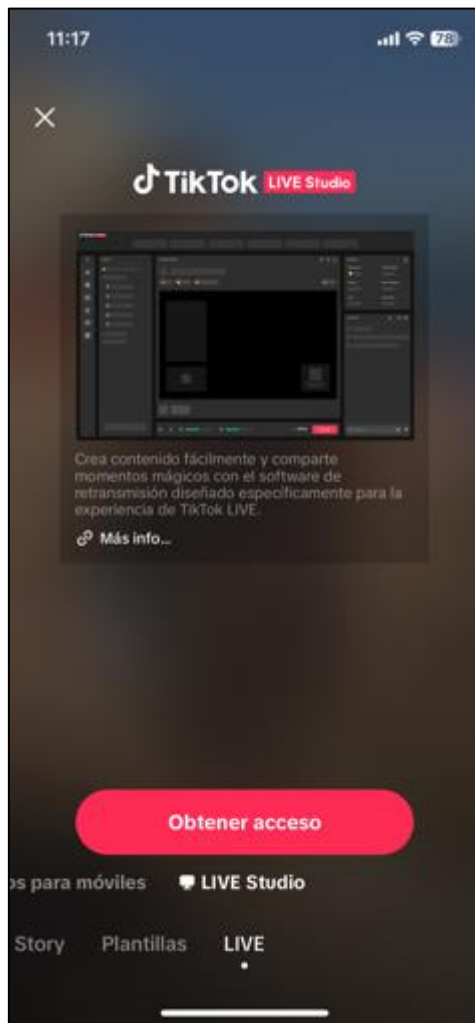 11:17
78
TikTok LIVE Studio
Crea contenido fácilmente y comparte
momentos mágicos con el software de
retransmisión diseñado específicamente para la
experiencia de TikTok LIVE.
Más info...
Obtener acceso
os para móviles LIVE Studio
Story Plantillas LIVE